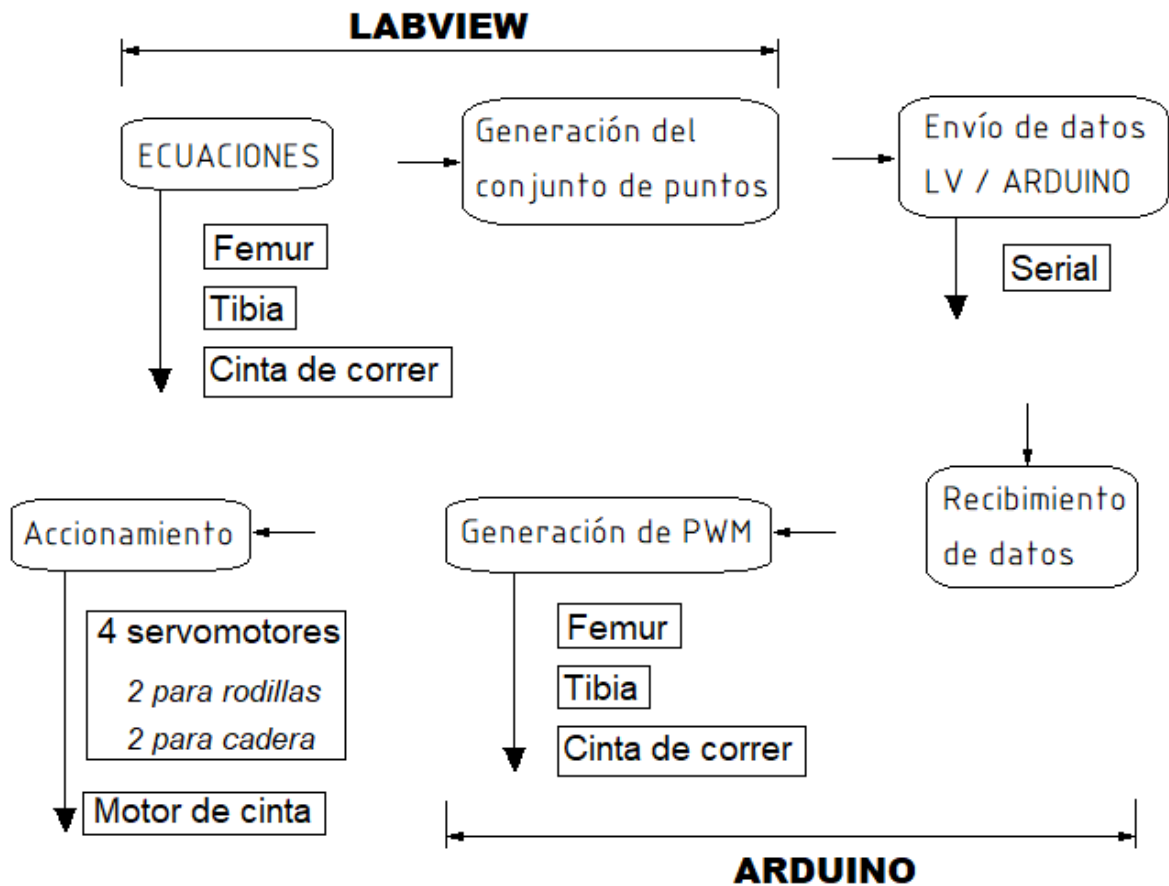 LABVIEW
ECUACIONES
Generación del
conjunto de puntos
Envío de datos
LV / ARDUINO
Femur
Tibia
Cinta de correr
Serial
Recibimiento
de datos
Generación de PWM
Femur
Tibia
Cinta de correr
Accionamiento
4 servomotores
2 para rodillas
2 para cadera
Motor de cinta
ARDUINO